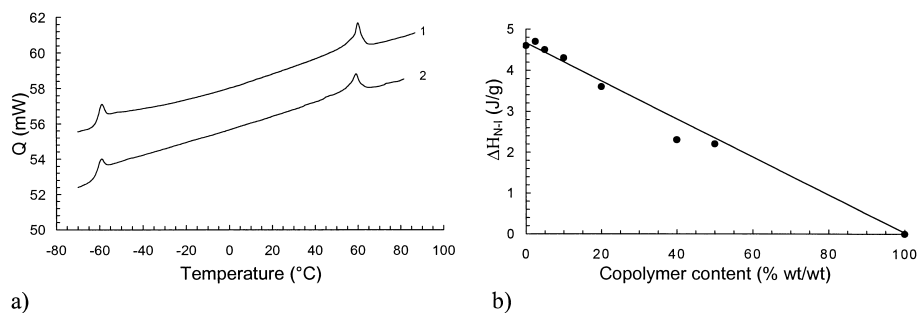 62
60
58
56
54
52
50
Q (mW)
1
2
-80 -60 -40 -20 0 20 40 60 80 100
Temperature (°C)
a)
5
4
3
2
1
0
ΔH_N-I (J/g)
0 20 40 60 80 100
Copolymer content (% wt/wt)
b)